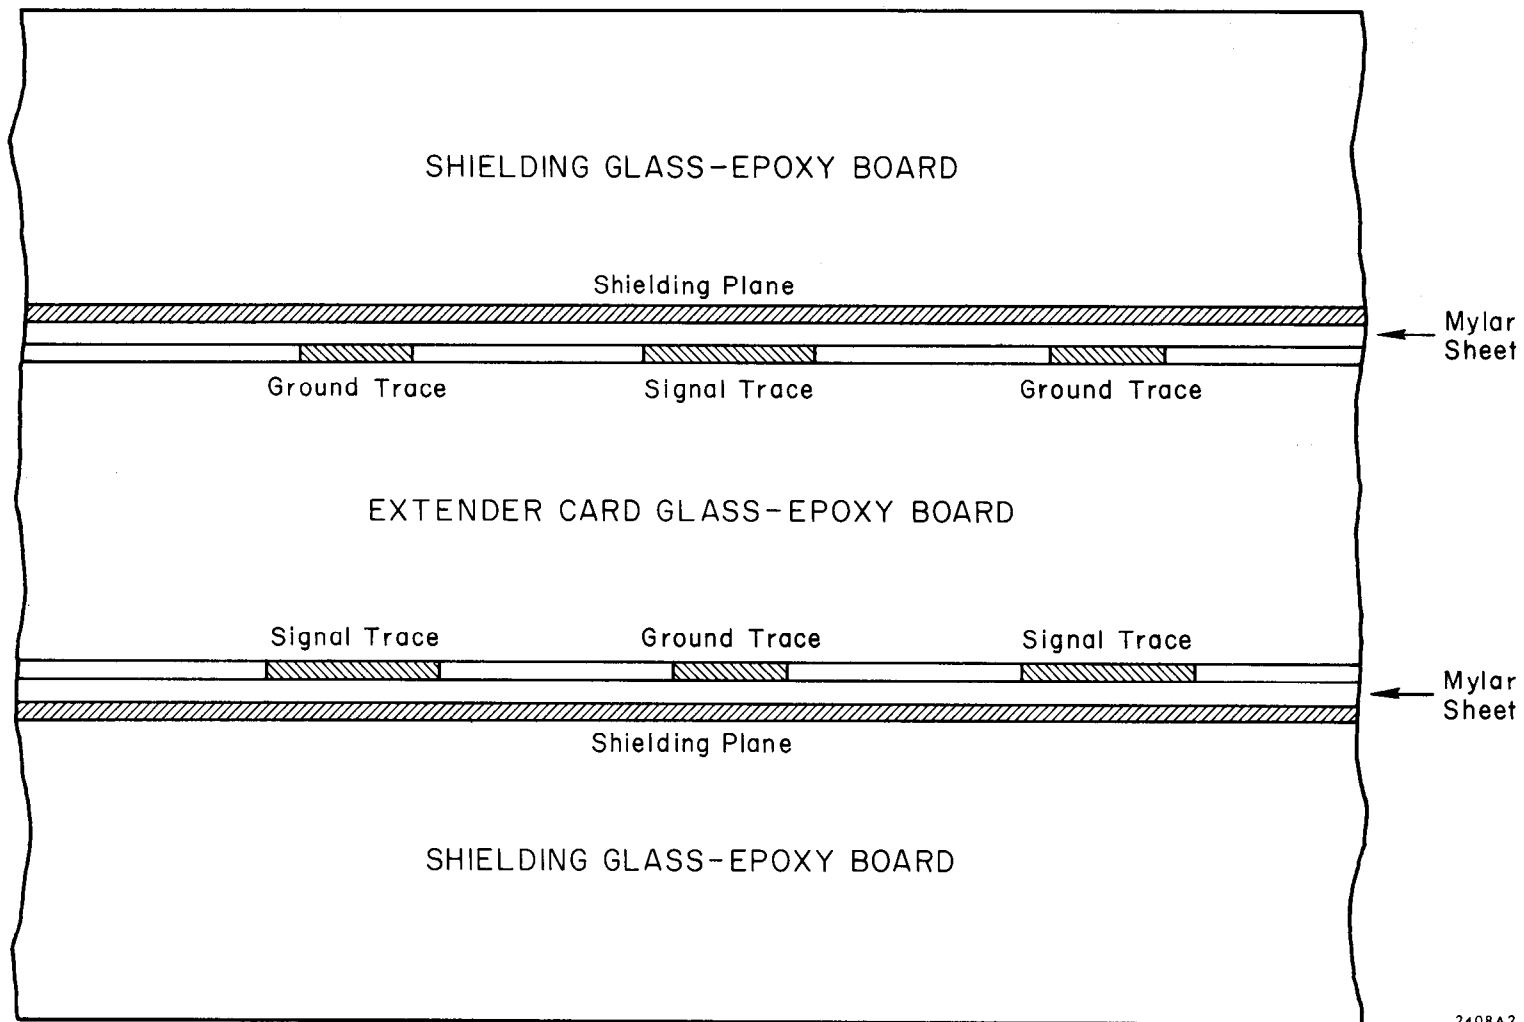 SHIELDING GLASS-EPOXY BOARD
Shielding Plane
Mylar
Sheet
Ground Trace
Signal Trace
Ground Trace
EXTENDER CARD GLASS-EPOXY BOARD
Signal Trace
Ground Trace
Signal Trace
Mylar
Sheet
Shielding Plane
SHIELDING GLASS-EPOXY BOARD
2408A2